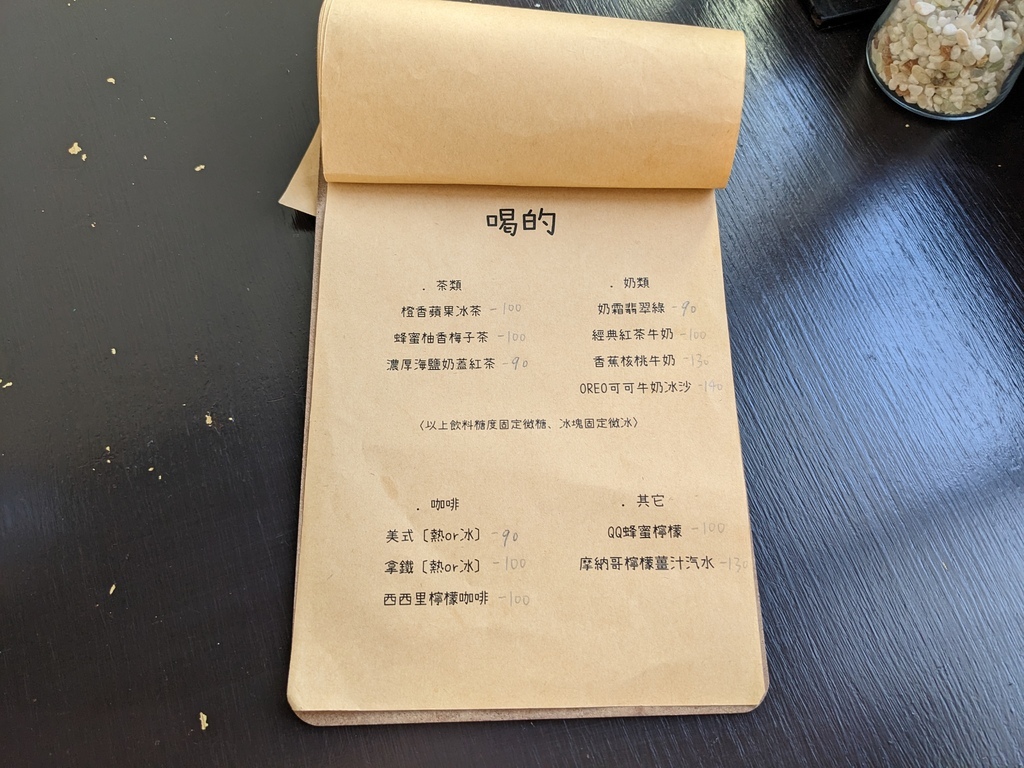 喝的
. 茶類
橙香蘋果冰茶 -100
蜂蜜柚香梅子茶 -100
濃厚海鹽奶蓋紅茶 -90
. 奶類
奶霜翡翠綠 -90
經典紅茶牛奶 -100
香蕉核桃牛奶 -130
OREO可可牛奶冰沙 -140
(以上飲料糖度固定微糖、冰塊固定微冰)
. 咖啡
美式〔熱or冰〕-90
拿鐵〔熱or冰〕-100
西西里檸檬咖啡 -100
. 其它
QQ蜂蜜檸檬 -100
摩納哥檸檬薑汁汽水 -130